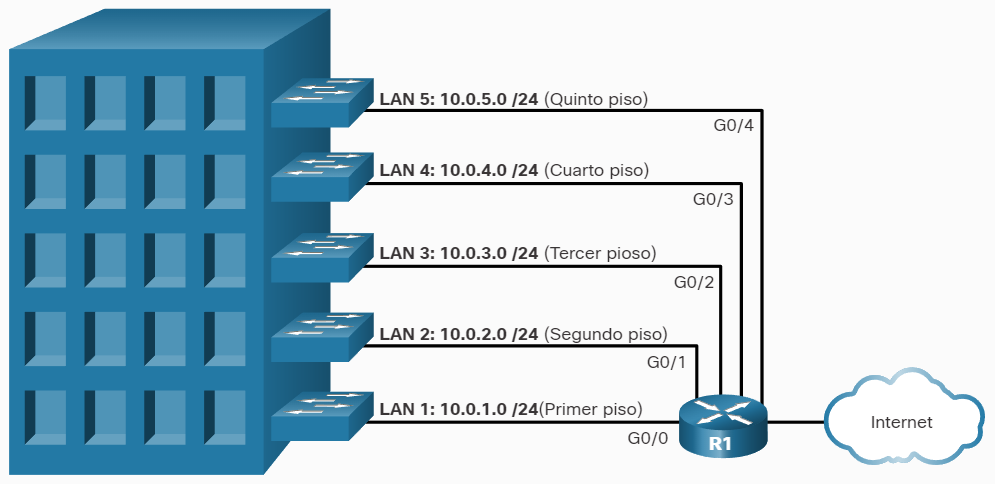 LAN 5: 10.0.5.0 /24 (Quinto piso)
G0/4
LAN 4: 10.0.4.0 /24 (Cuarto piso)
G0/3
LAN 3: 10.0.3.0 /24 (Tercer pioso)
G0/2
LAN 2: 10.0.2.0 /24 (Segundo piso)
G0/1
LAN 1: 10.0.1.0 /24(Primer piso)
G0/0
R1
Internet